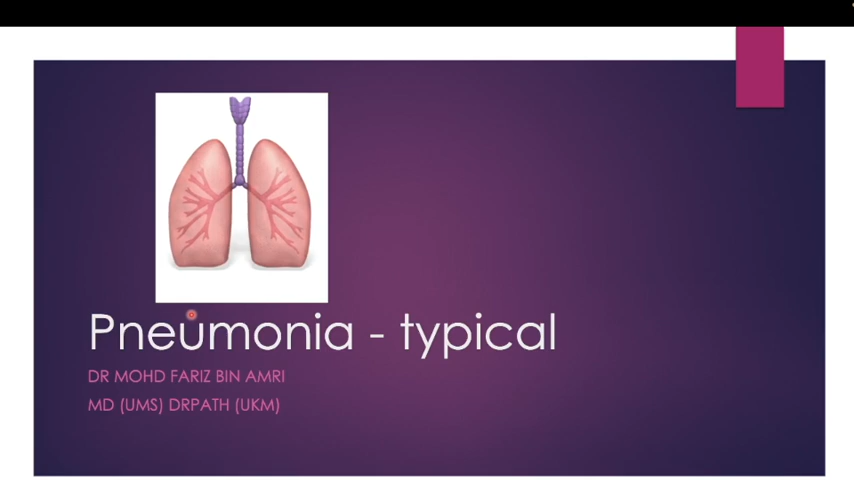 Pneumonia - typical
DR MOHD FARIZ BIN AMRI
MD (UMS) DRPATH (UKM)